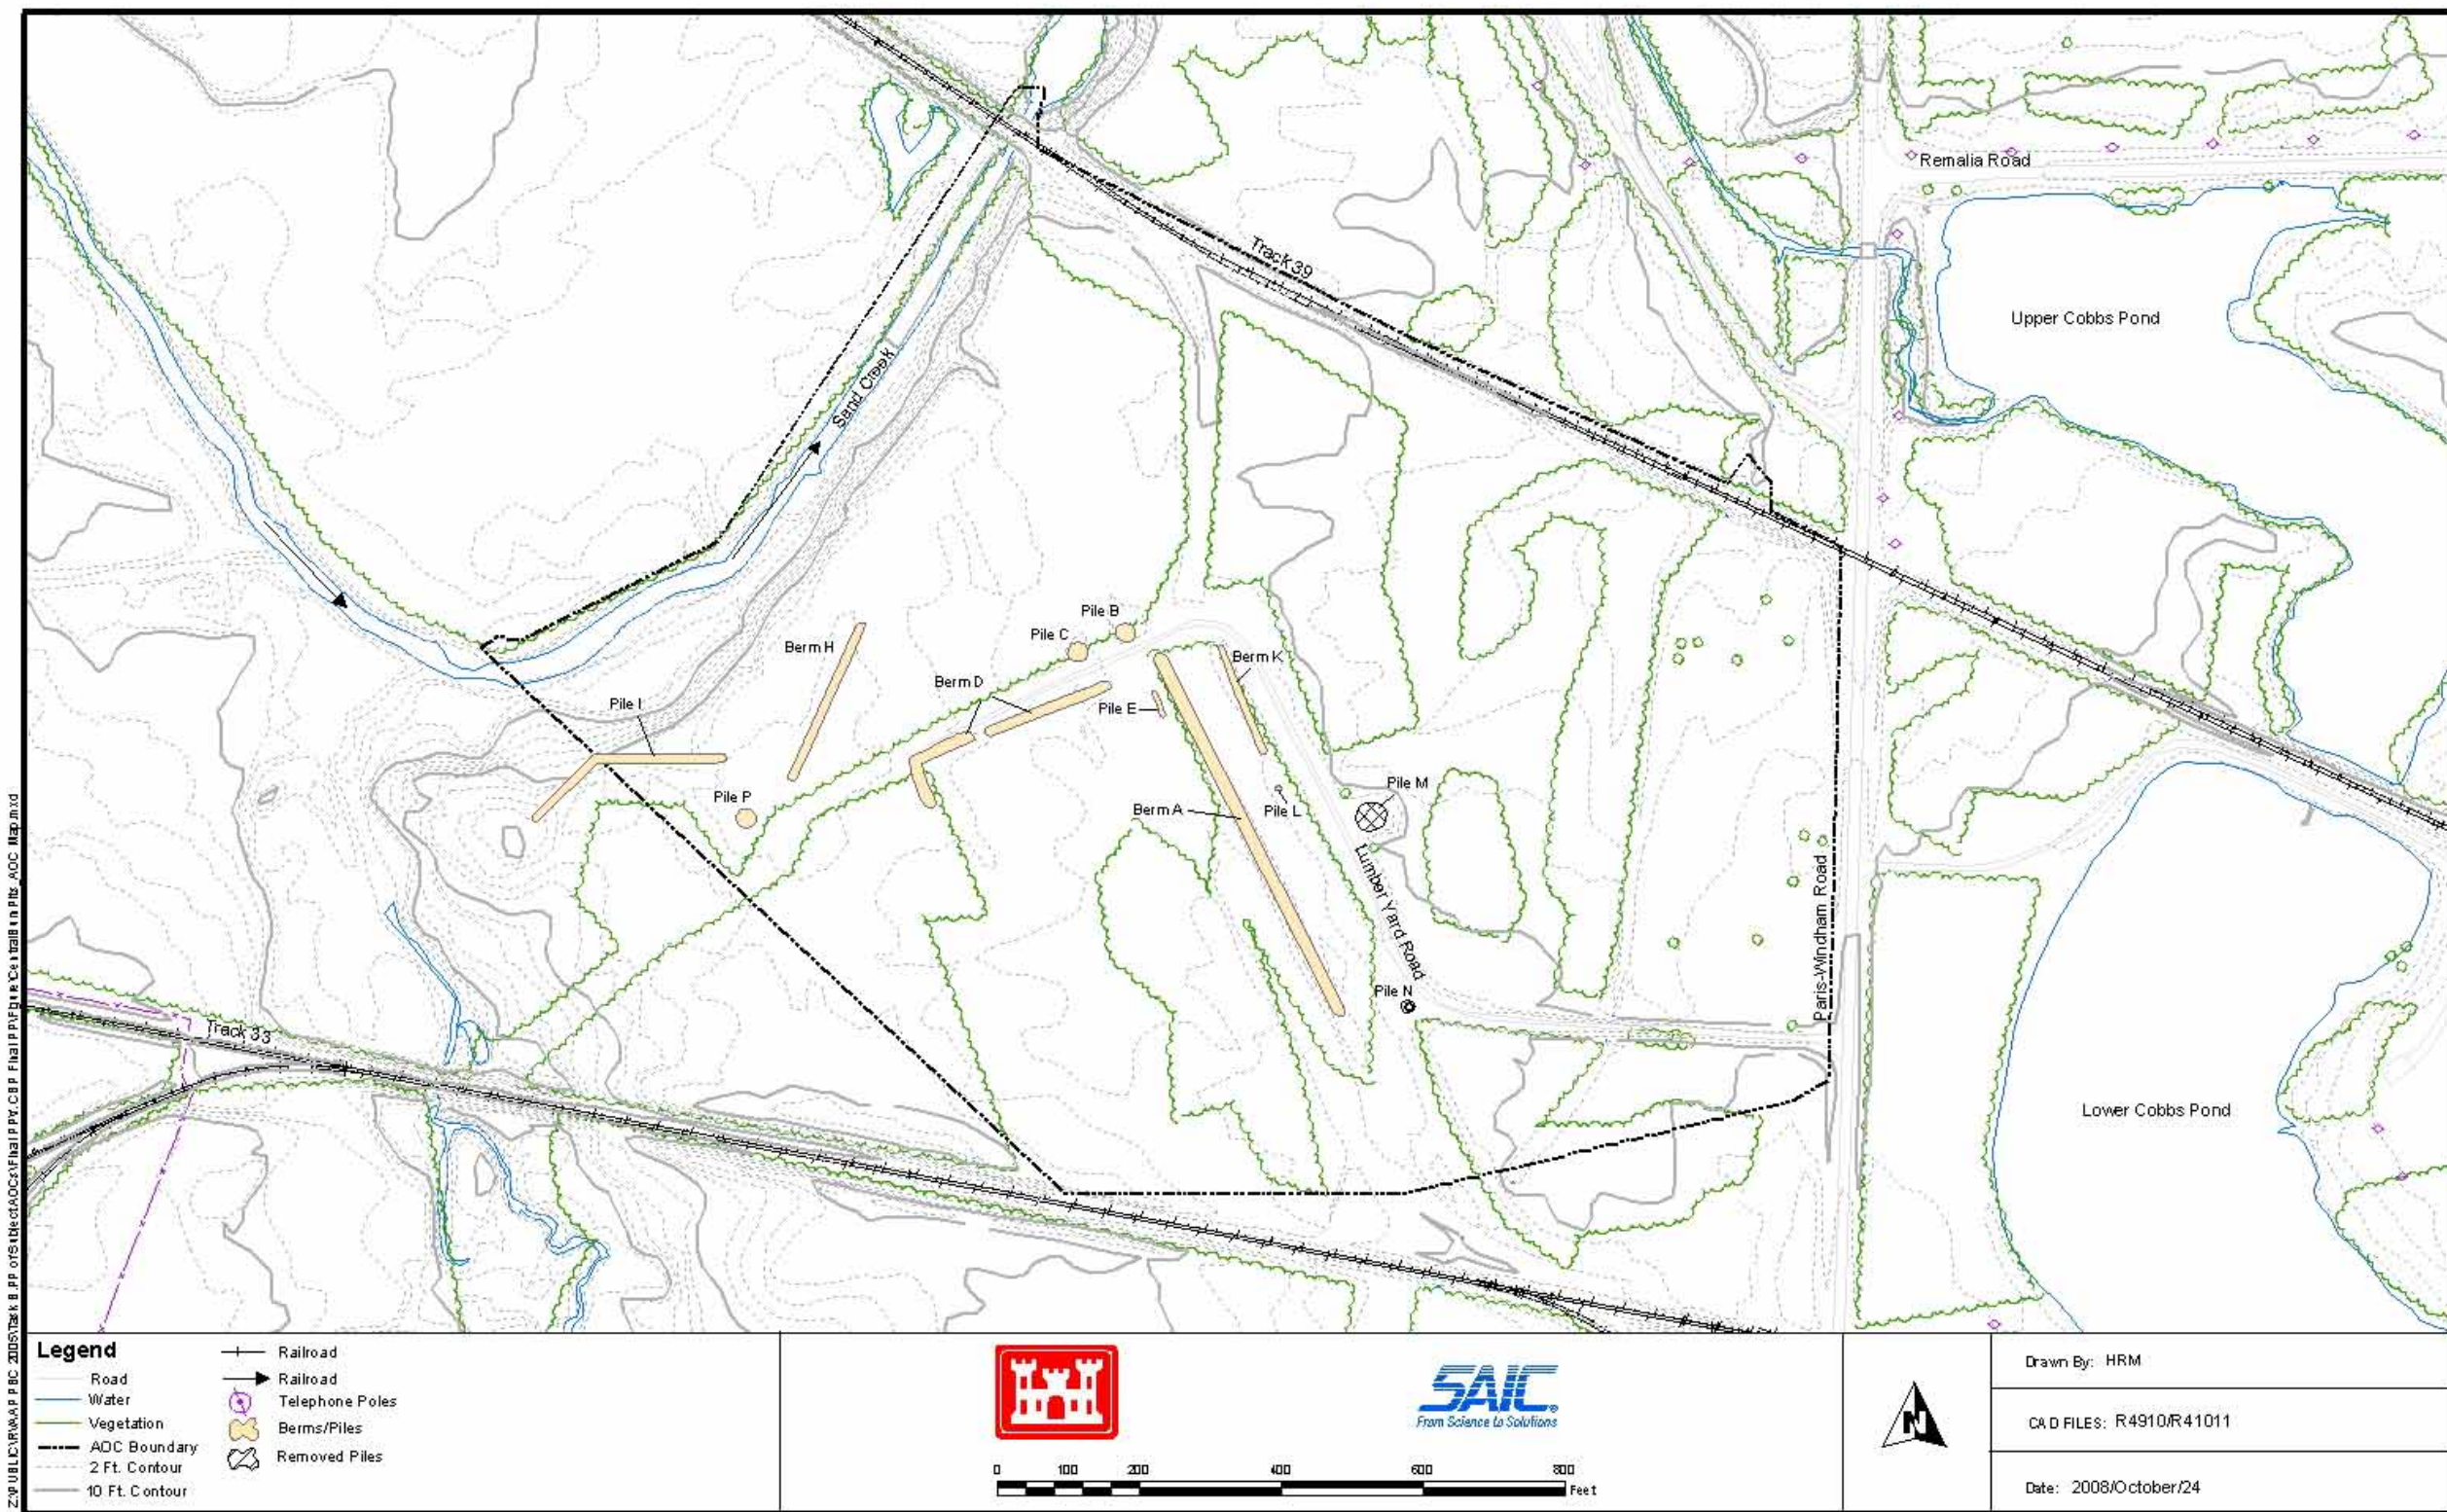 Remalia Road
Track 39
Upper Cobbs Pond
Sand Creek
Pile B
Pile C
Berm H
Berm K
Berm D
Pile I
Pile E
Pile M
Pile P
Berm A
Pile L
Lumber Yard Road
Paris-Windham Road
Pile N
Track 33
Lower Cobbs Pond
Legend
Road
Water
Vegetation
AOC Boundary
2 Ft. Contour
10 Ft. Contour
Railroad
Railroad
Telephone Poles
Berms/Piles
Removed Piles
SAIC
From Science to Solutions
0 100 200 400 600 800
Feet
N
Drawn By: HRM
CAD FILES: R4910/R41011
Date: 2008/October/24